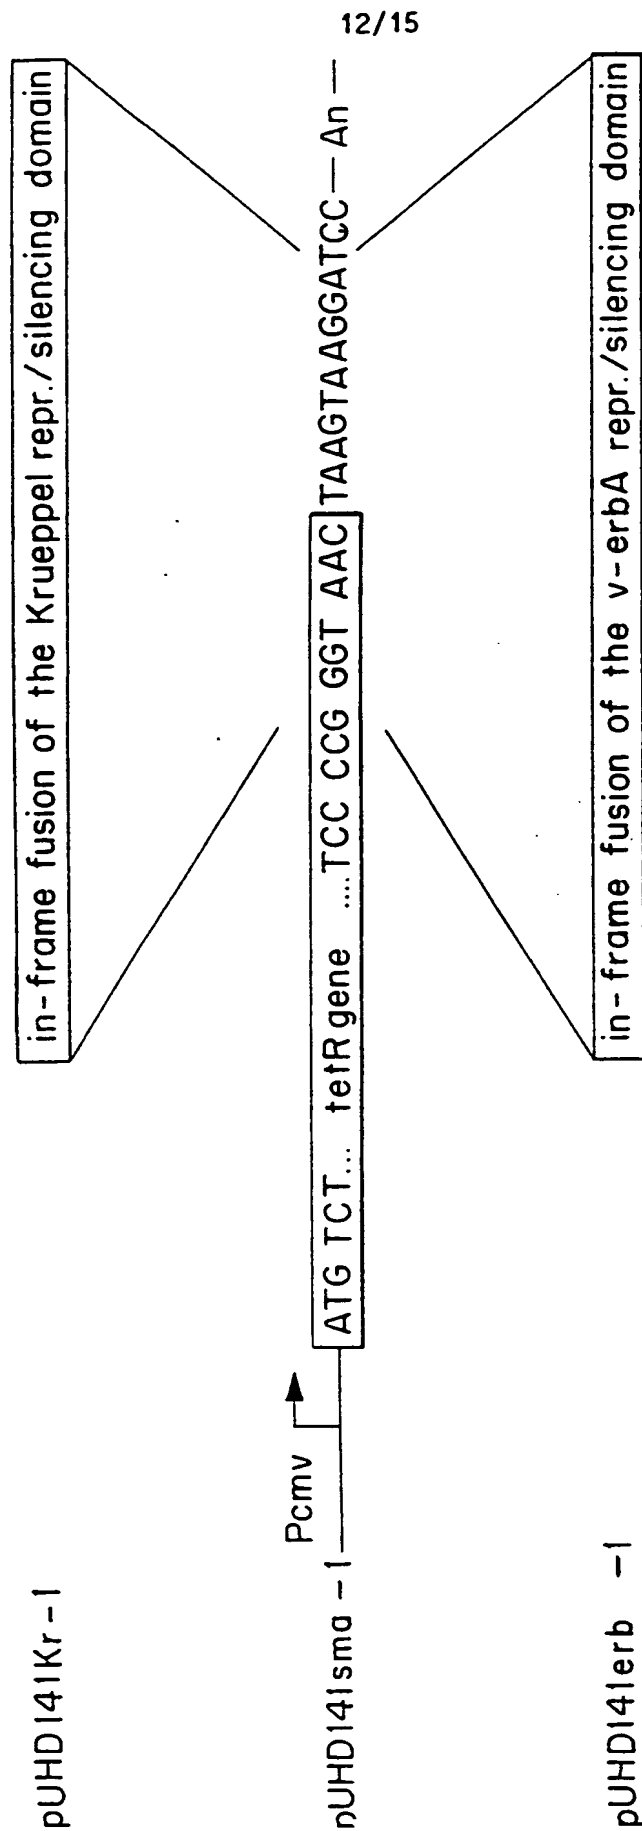 12/15
pUHD141Kr-1
in-frame fusion of the Krueppel repr./silencing domain
Pcmv
pUHD141sma-1
ATG TCT... tetR gene .....TCC CCG GGT AAC TAAGTAAGGATCC—An—
pUHD141erb -1
in-frame fusion of the v-erbA repr./silencing domain